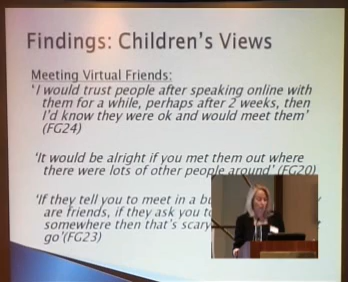 Findings: Children's Views
Meeting Virtual Friends:
'I would trust people after speaking online with
them for a while, perhaps after 2 weeks, then
I'd know they were ok and would meet them'
(FG24)
'It would be alright if you met them out where
there were lots of other people around' (FG20)
'If they tell you to meet in a
are friends, if they ask you
somewhere then that's scary
go'(FG23)